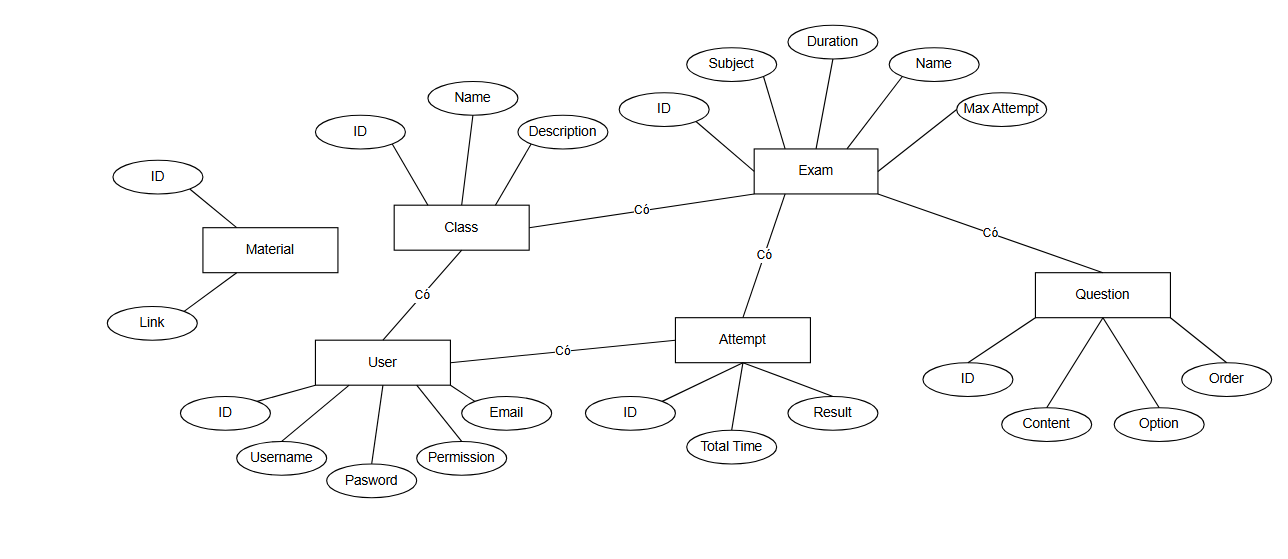 Duration
Subject
Name
Name
ID
Max Attempt
ID
Description
Exam
ID
Có
Class
Có
Material
Có
Có
Question
Link
Attempt
Có
User
ID
Order
ID
Email
ID
Result
Content
Option
Username
Permission
Total Time
Pasword